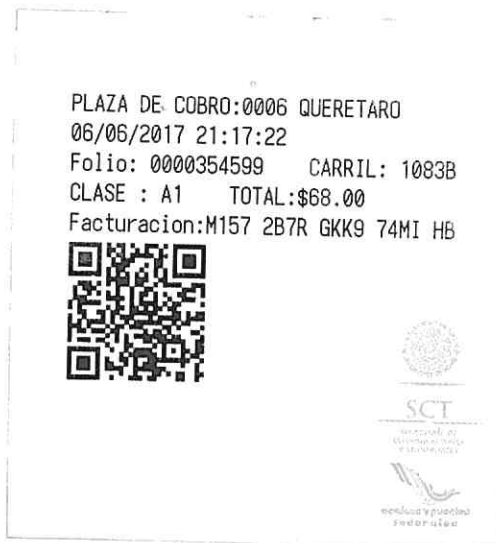 PLAZA DE COBRO:0006 QUERETARO
06/06/2017 21:17:22
Folio: 0000354599 CARRIL: 1083B
CLASE : A1 TOTAL:$68.00
Facturacion:M157 2B7R GKK9 74MI HB
SCT